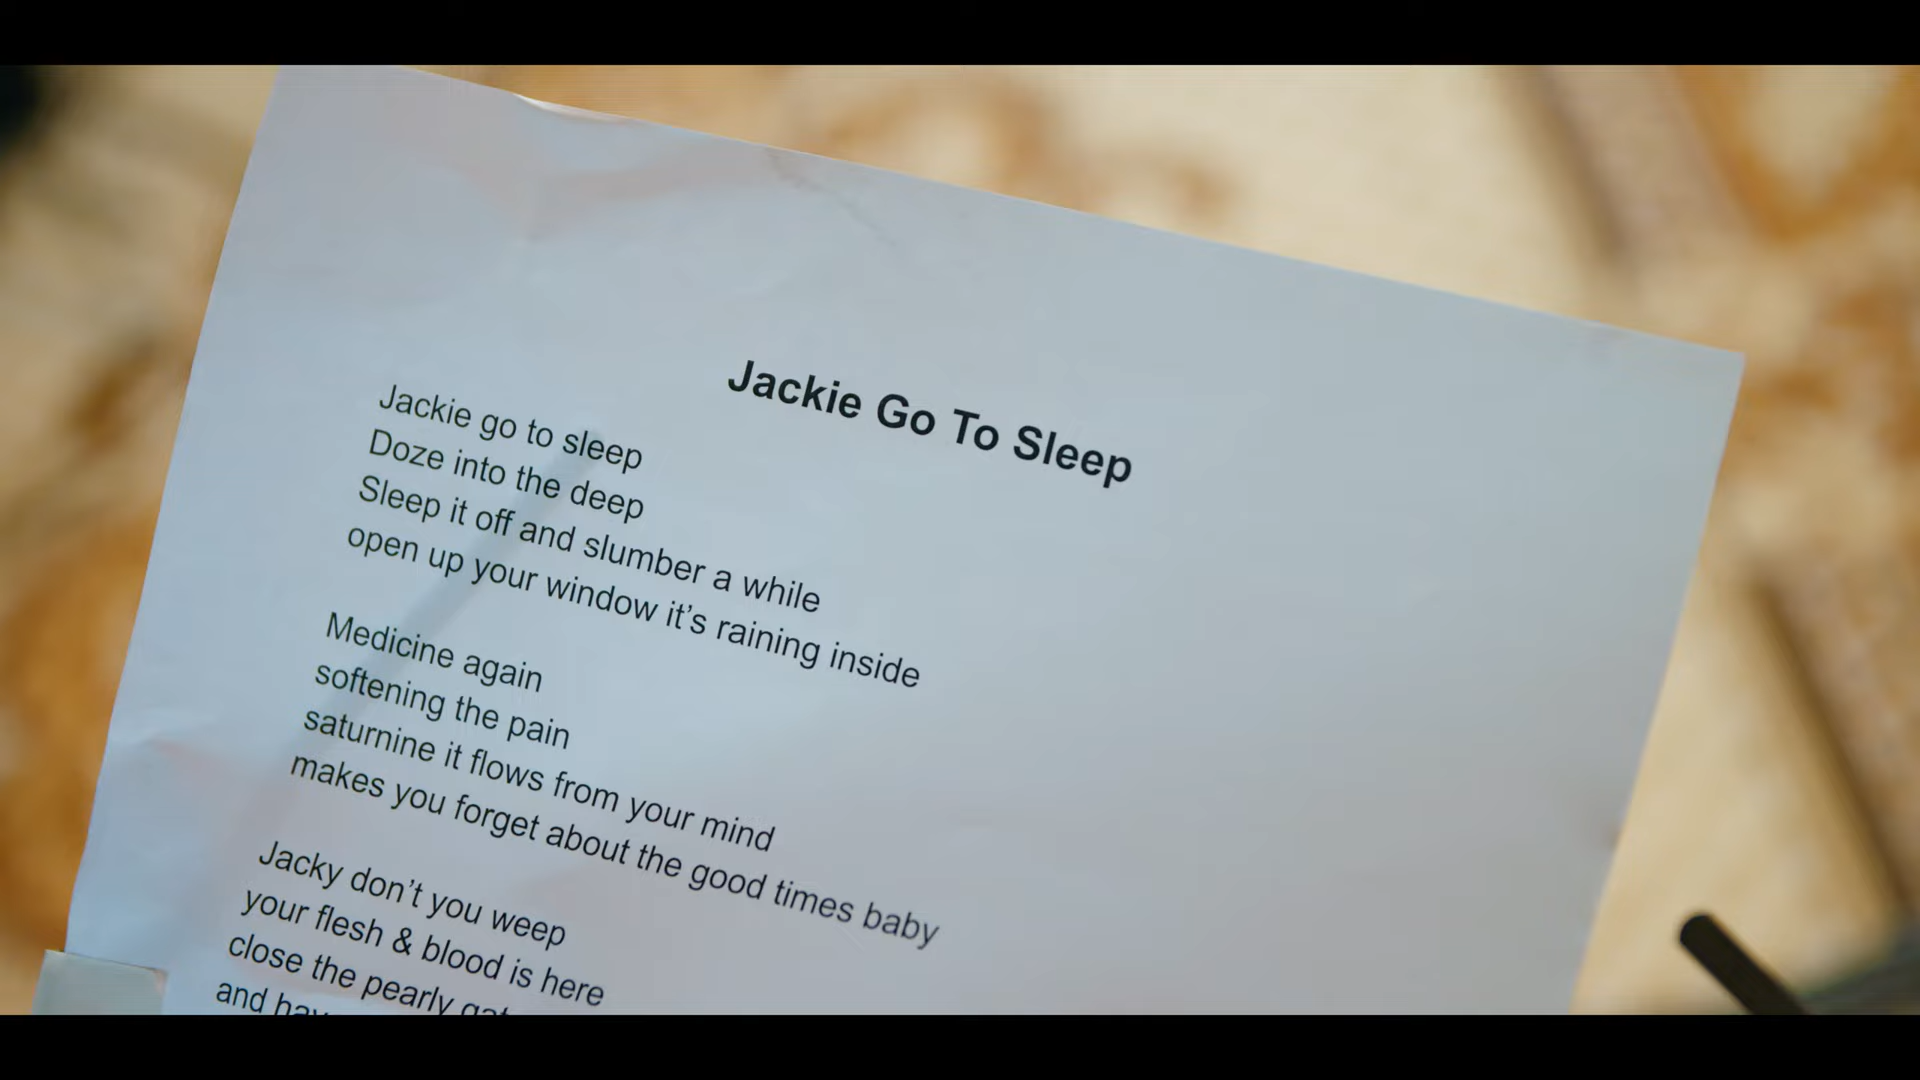 Jackie Go To Sleep
Jackie go to sleep
Doze into the deep
Sleep it off and slumber a while
open up your window it's raining inside
Medicine again
softening the pain
saturnine it flows from your mind
makes you forget about the good times baby
Jacky don't you weep
your flesh & blood is here
close the pearly
and